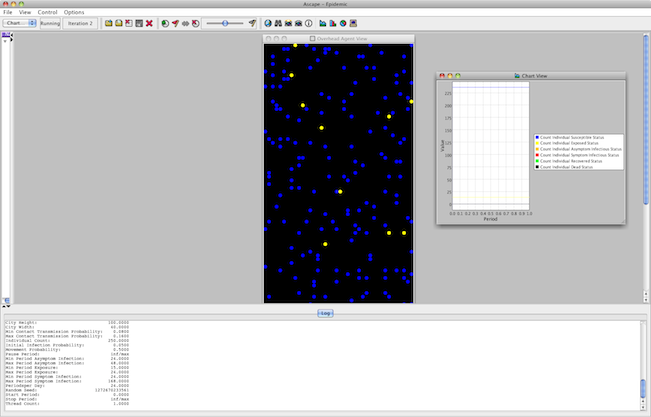 Ascape – Epidemic
File View Control Options
Chart... Running Iteration 2
Overhead Agent View
Chart View
Value
225
200
175
150
125
100
75
50
25
0
0.0 0.1 0.2 0.3 0.4 0.5 0.6 0.7 0.8 0.9 1.0
Period
Count Individual Susceptible Status
Count Individual Exposed Status
Count Individual Asymptom Infectious Status
Count Individual Symptom Infectious Status
Count Individual Recovered Status
Count Individual Dead Status
Log
City Height: 100.0000
City Width: 40.0000
Min Contact Transmission Probability: 0.0800
Max Contact Transmission Probability: 0.1600
Individual Count: 250.0000
Initial Infection Probability: 0.0500
Movement Probability: 0.5000
Pause Period: inf/max
Min Period Asymptom Infection: 24.0000
Max Period Asymptom Infection: 48.0000
Min Period Exposure:
Max Period Exposure:
Min Period Symptom Infection: 24.0000
Max Period Symptom Infection: 168.0000
Periods per Day: 24.0000
Random Seed:
Start Period: 0.0000
Stop Period: inf/max
Thread Count: 1.0000